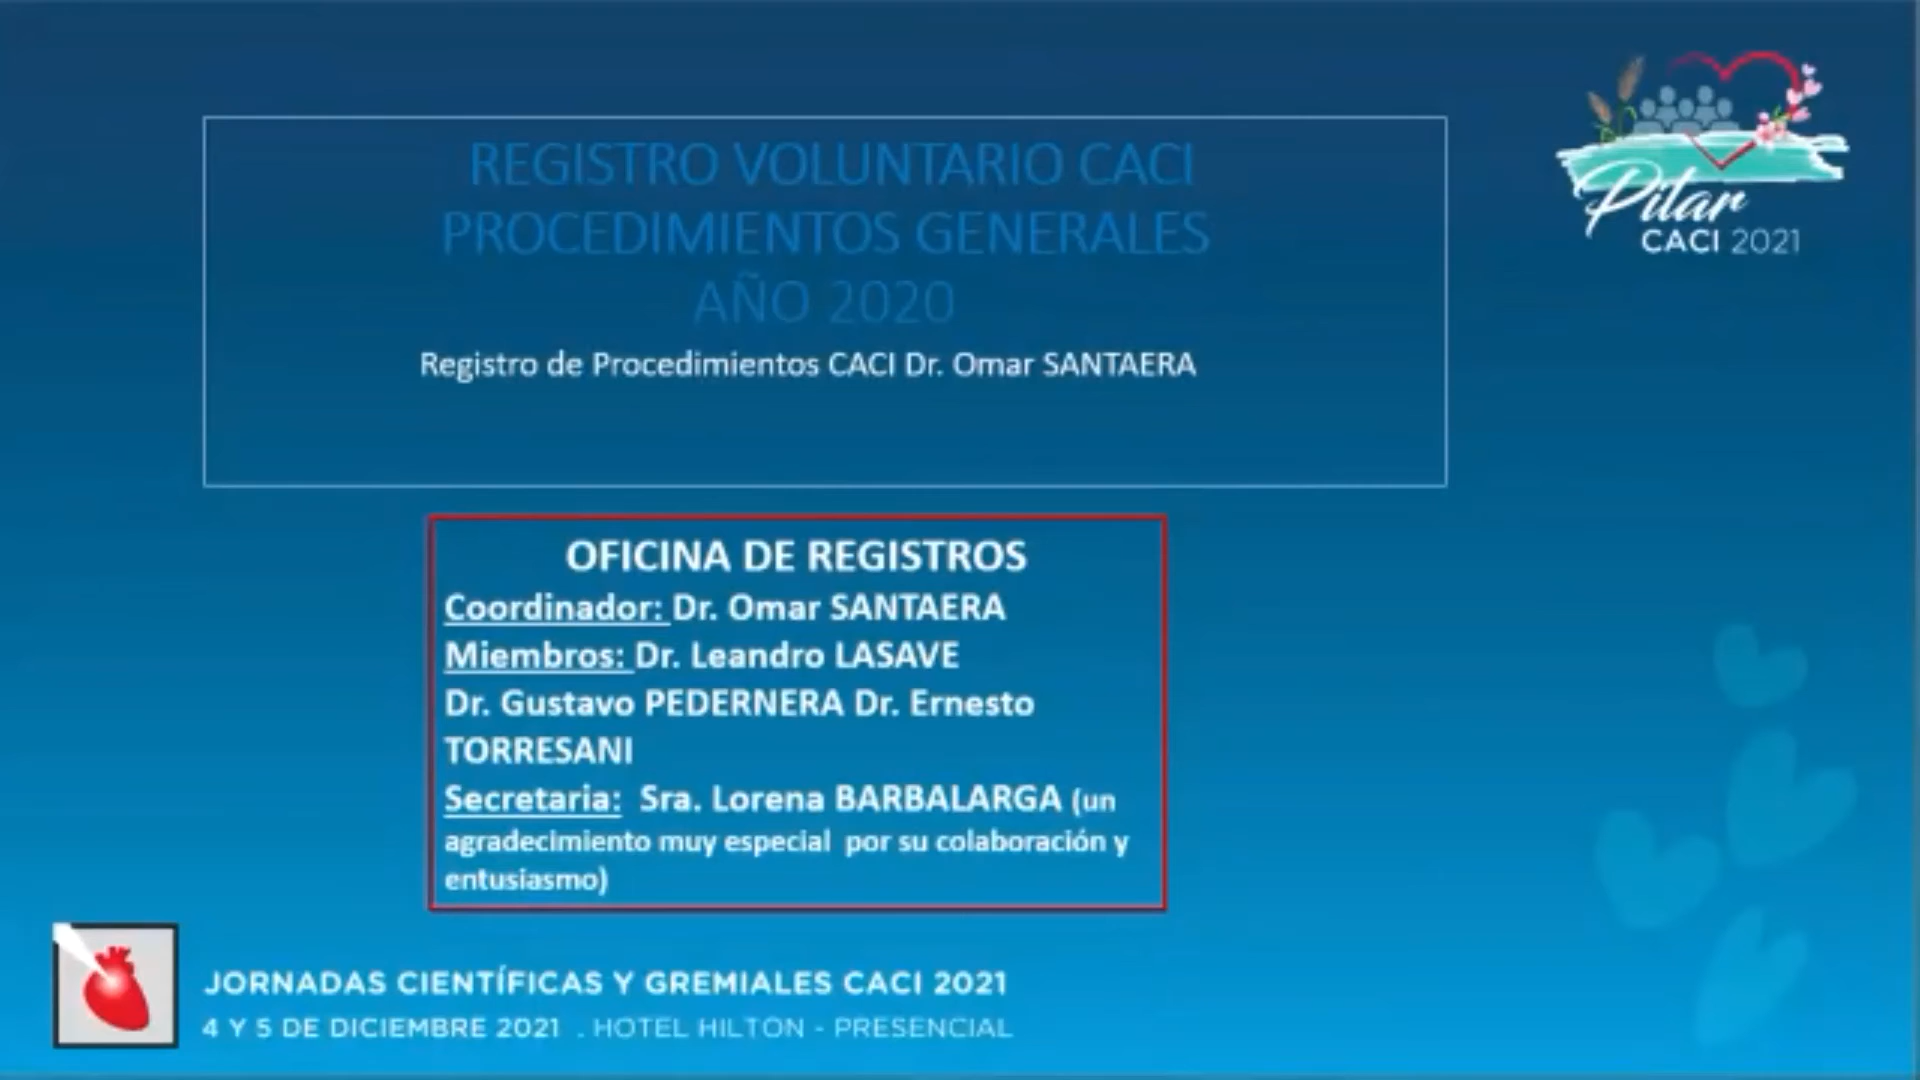 REGISTRO VOLUNTARIO CACI
PROCEDIMIENTOS GENERALES
AÑO 2020
Registro de Procedimientos CACI Dr. Omar SANTAERA
Pilar
CACI 2021
OFICINA DE REGISTROS
Coordinador: Dr. Omar SANTAERA
Miembros: Dr. Leandro LASAVE
Dr. Gustavo PEDERNERA Dr. Ernesto
TORRESANI
Secretaria: Sra. Lorena BARBALARGA (un
agradecimiento muy especial por su colaboración y
entusiasmo)
JORNADAS CIENTÍFICAS Y GREMIALES CACI 2021
4 Y 5 DE DICIEMBRE 2021 . HOTEL HILTON - PRESENCIAL